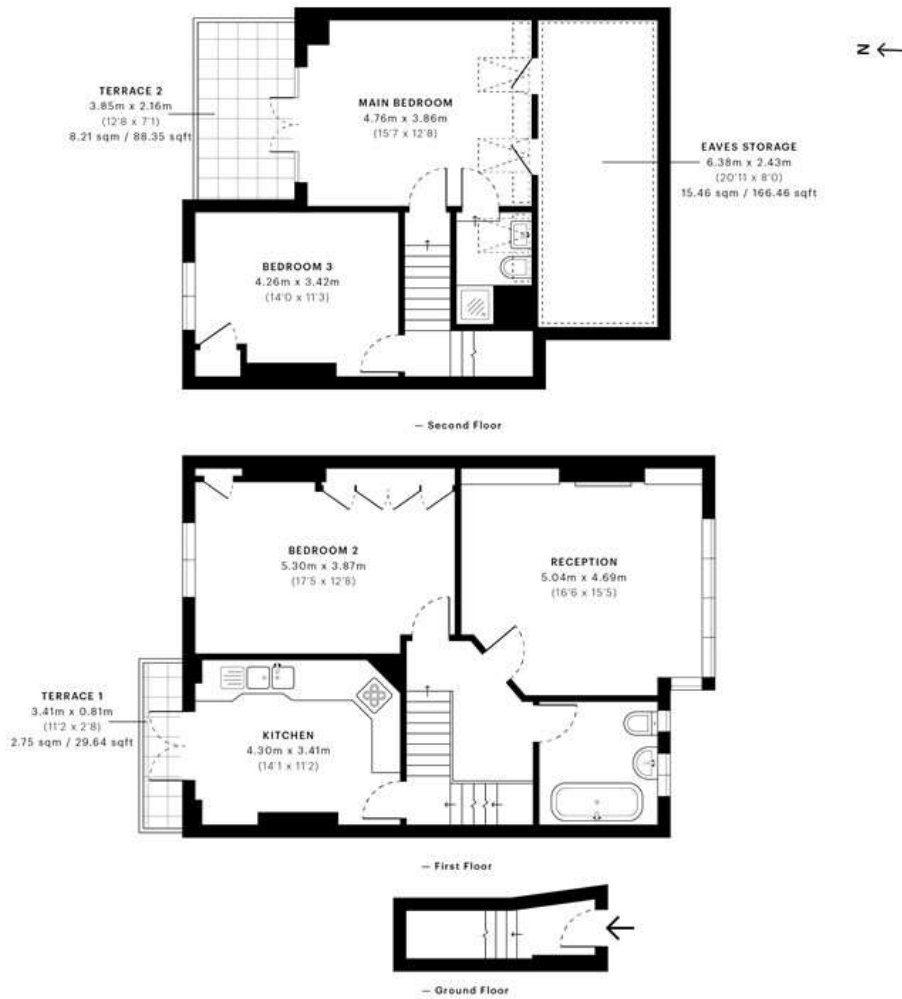 N
TERRACE 2
3.85m x 2.16m
(12'8 x 7'1)
8.21 sqm / 88.35 sqft
MAIN BEDROOM
4.76m x 3.86m
(15'7 x 12'8)
EAVES STORAGE
6.38m x 2.43m
(20'11 x 8'0)
15.46 sqm / 166.46 sqft
BEDROOM 3
4.26m x 3.42m
(14'0 x 11'3)
— Second Floor
BEDROOM 2
5.30m x 3.87m
(17'5 x 12'8)
RECEPTION
5.04m x 4.69m
(16'6 x 15'5)
TERRACE 1
3.41m x 0.81m
(11'2 x 2'8)
2.75 sqm / 29.64 sqft
KITCHEN
4.30m x 3.41m
(14'1 x 11'2)
— First Floor
— Ground Floor